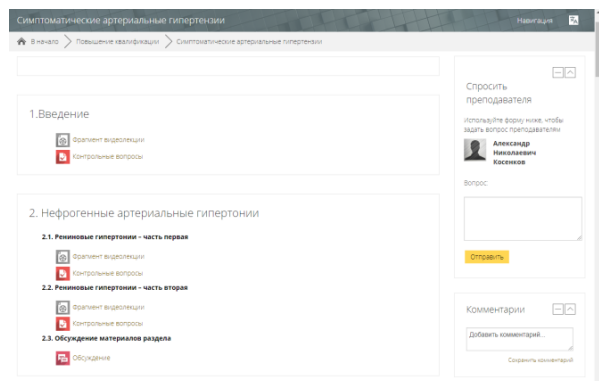 Симптоматические артериальные гипертензии
Навигация
В начало
Повышение квалификации
Симптоматические артериальные гипертензии
1.Введение
Фрагмент видеолекции
Контрольные вопросы
2. Нефрогенные артериальные гипертонии
2.1. Рениновые гипертонии – часть первая
Фрагмент видеолекции
Контрольные вопросы
2.2. Рениновые гипертонии – часть вторая
Фрагмент видеолекции
Контрольные вопросы
2.3. Обсуждение материалов раздела
Обсуждение
Спросить
преподавателя
Используйте форму ниже, чтобы
задать вопрос преподавателям
Александр
Николаевич
Косенков
Вопрос:
Отправить
Комментарии
Добавить комментарий...
Сохранить комментарий